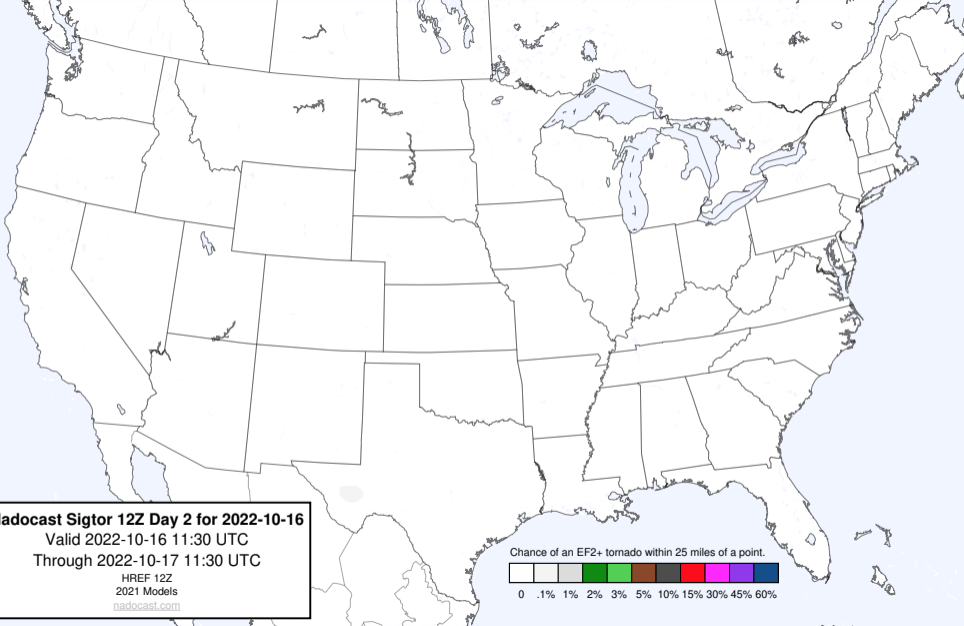 adocast Sigtor 12Z Day 2 for 2022-10-16
Valid 2022-10-16 11:30 UTC
Through 2022-10-17 11:30 UTC
HREF 12Z
2021 Models
nadocast.com
Chance of an EF2+ tornado within 25 miles of a point.
0 .1% 1% 2% 3% 5% 10% 15% 30% 45% 60%